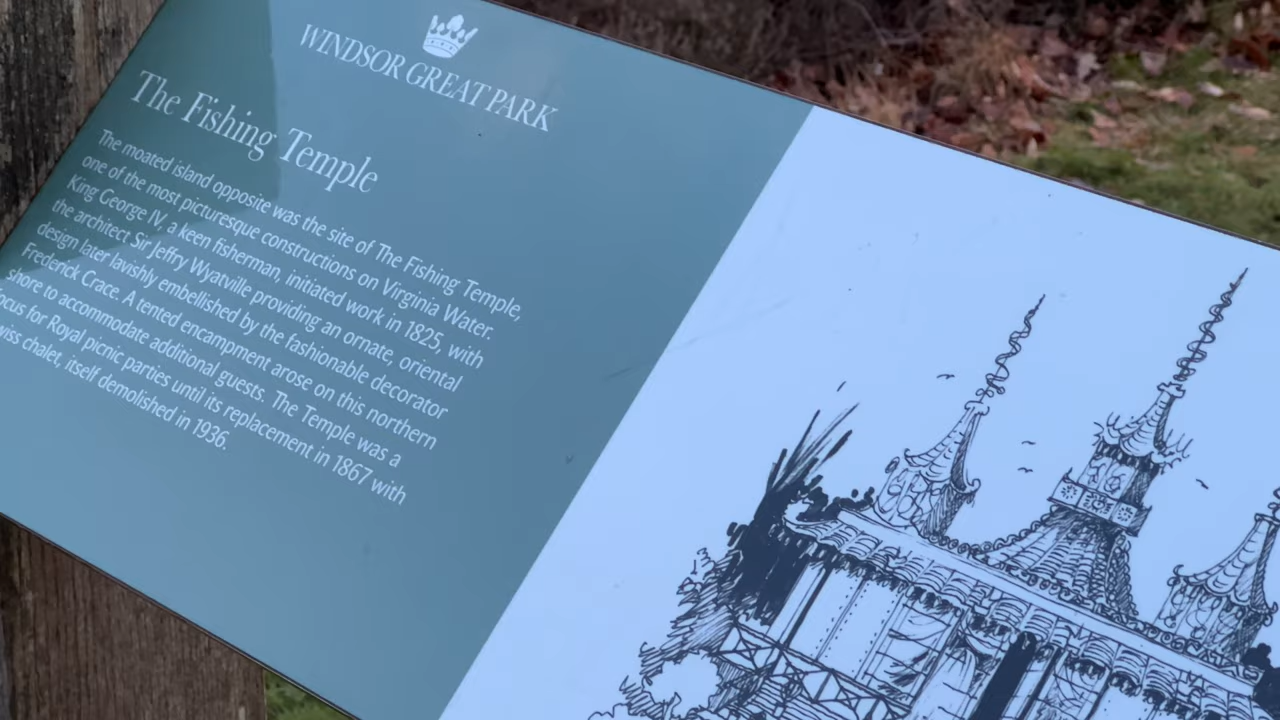 WINDSOR GREAT PARK
The Fishing Temple
The moated island opposite was the site of The Fishing Temple,
one of the most picturesque constructions on Virginia Water.
King George IV, a keen fisherman, initiated work in 1825, with
the architect Sir Jeffry Wyatville providing an ornate, oriental
design later lavishly embellished by the fashionable decorator
Frederick Crace. A tented encampment arose on this northern
shore to accommodate additional guests. The Temple was a
ocus for Royal picnic parties until its replacement in 1867 with
wiss chalet, itself demolished in 1936.